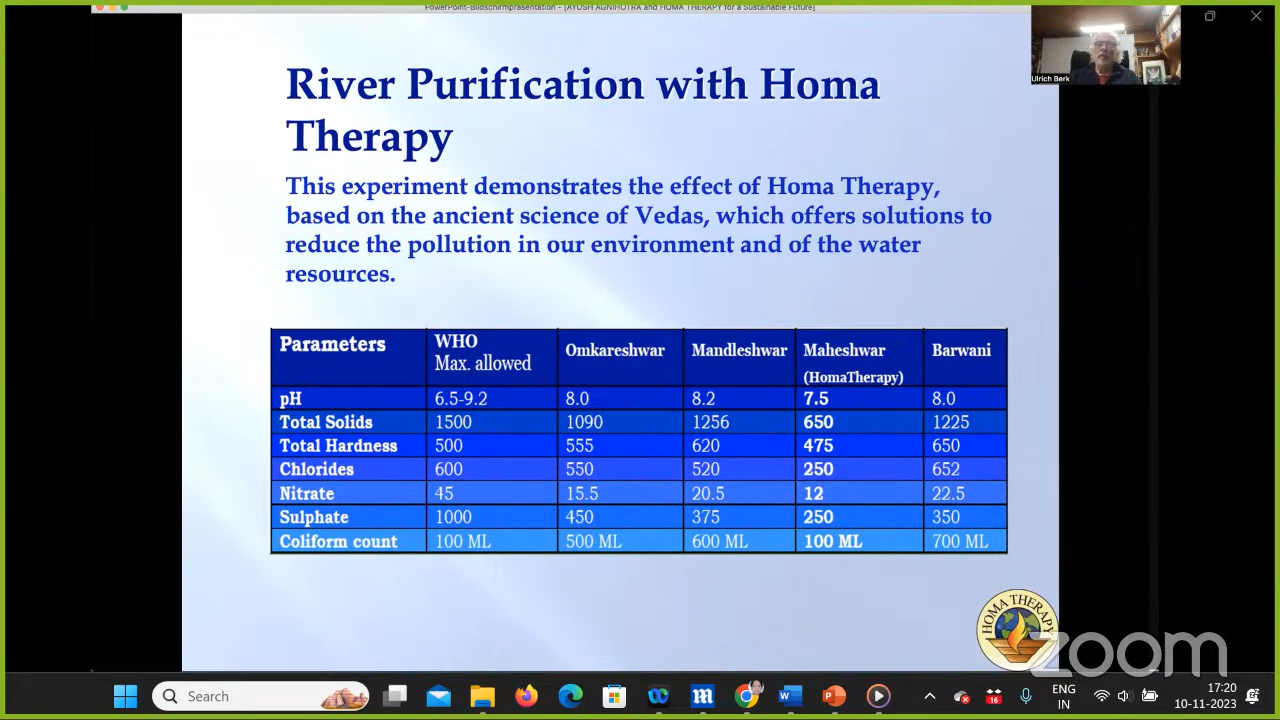 PowerPoint-Bildschirmpräsentation - [AYUSH AGNIHOTRA and HOMA THERAPY for a Sustainable Future]
Ulrich Berk
River Purification with Homa
Therapy
This experiment demonstrates the effect of Homa Therapy,
based on the ancient science of Vedas, which offers solutions to
reduce the pollution in our environment and of the water
resources.
Parameters WHO Max. allowed Omkareshwar Mandleshwar Maheshwar (HomaTherapy) Barwani
pH 6.5-9.2 8.0 8.2 7.5 8.0
Total Solids 1500 1090 1256 650 1225
Total Hardness 500 555 620 475 650
Chlorides 600 550 520 250 652
Nitrate 45 15.5 20.5 12 22.5
Sulphate 1000 450 375 250 350
Coliform count 100 ML 500 ML 600 ML 100 ML 700 ML
HOMA THERAPY
zoom
Search
16
ENG
IN
17:20
10-11-2023